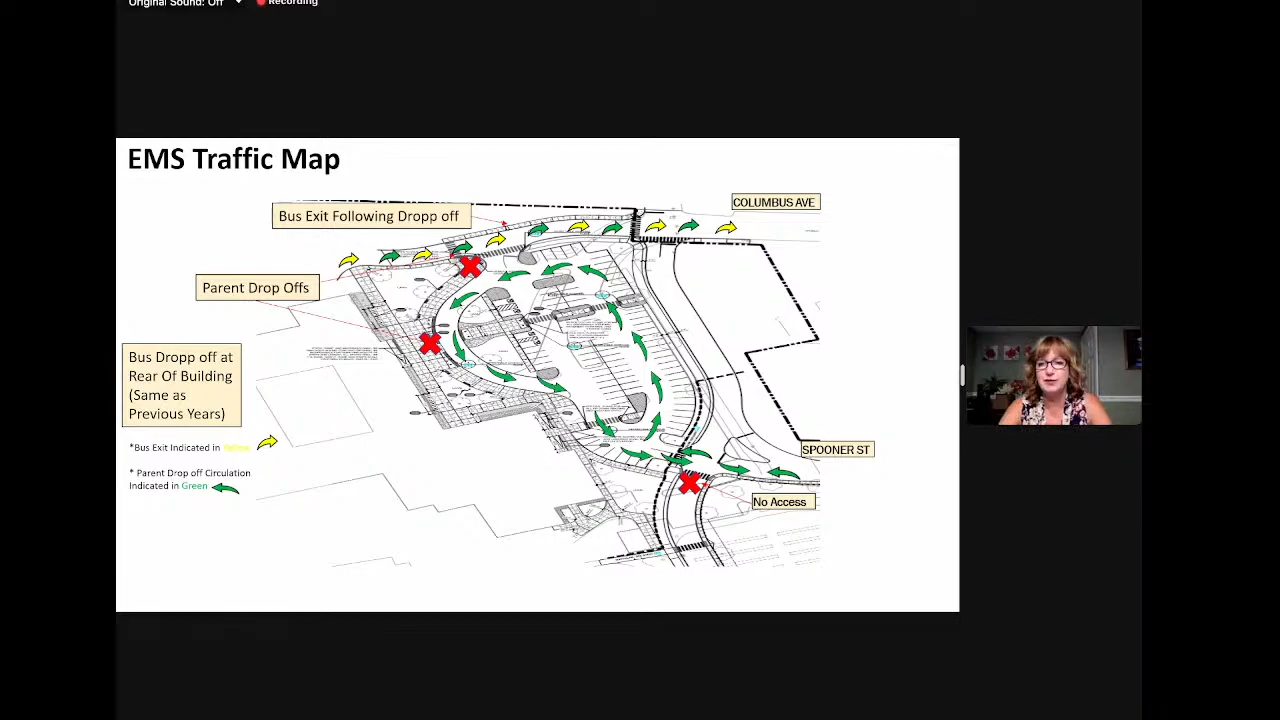 Original Sound: Off
Recording
EMS Traffic Map
COLUMBUS AVE
Bus Exit Following Dropp off
Parent Drop Offs
Bus Dropp off at
Rear Of Building
(Same as
Previous Years)
*Bus Exit Indicated in Yellow
* Parent Drop off Circulation
Indicated in Green
SPOONER ST
No Access